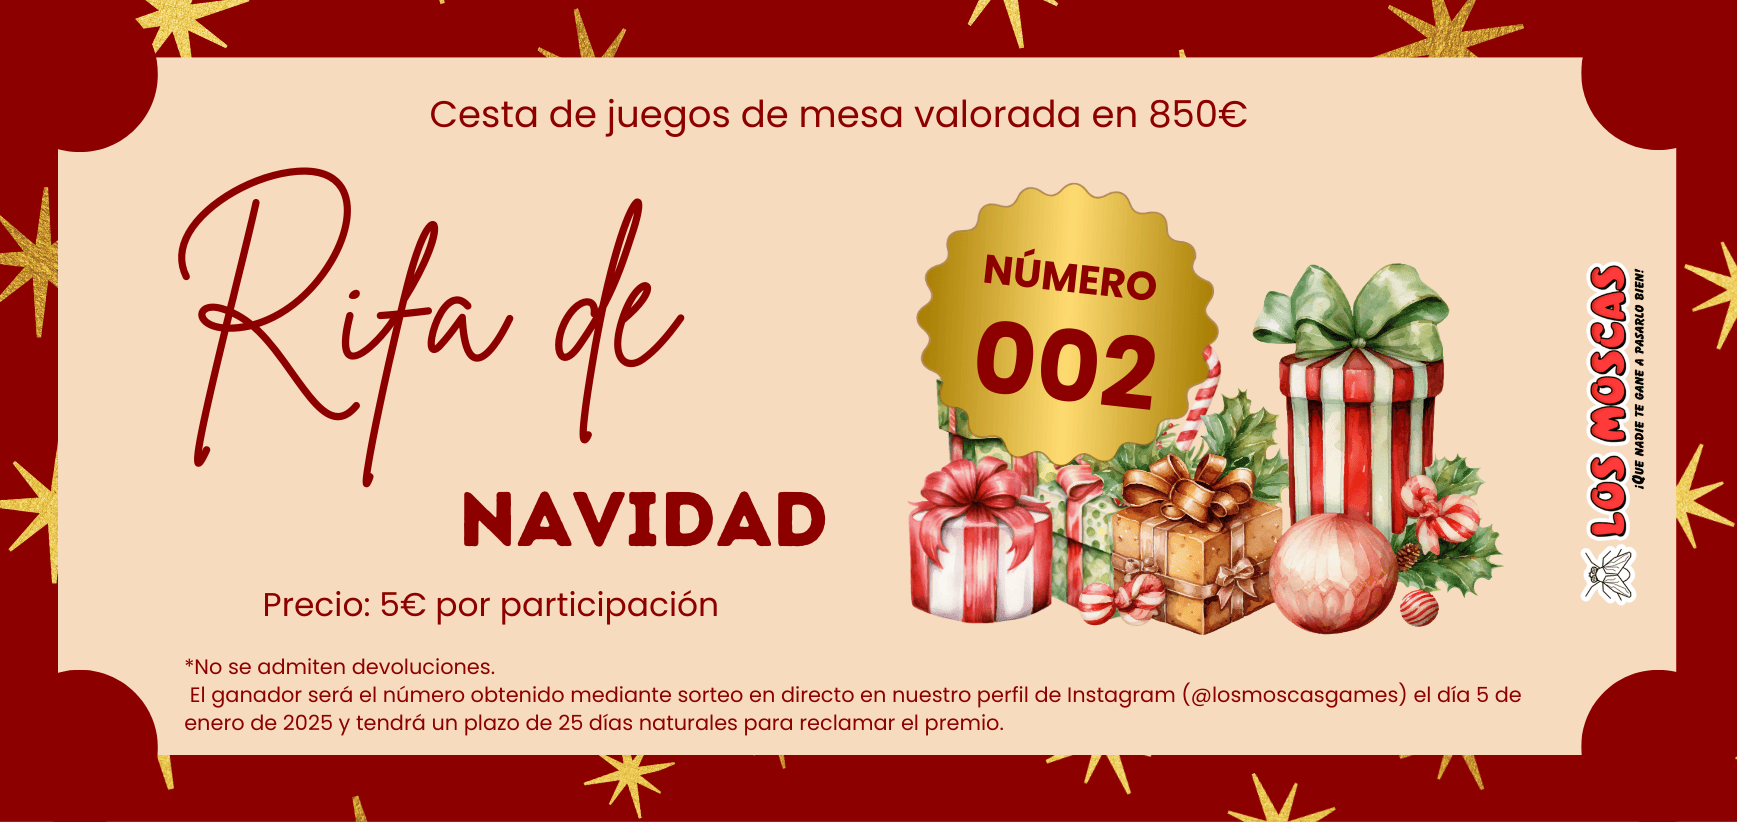 Cesta de juegos de mesa valorada en 850€
Rifa de
NAVIDAD
NÚMERO
002
Precio: 5€ por participación
*No se admiten devoluciones.
El ganador será el número obtenido mediante sorteo en directo en nuestro perfil de Instagram (@losmoscasgames) el día 5 de
enero de 2025 y tendrá un plazo de 25 días naturales para reclamar el premio.
LOS MOSCAS
¡QUE NADIE TE GANE A PASARLO BIEN!